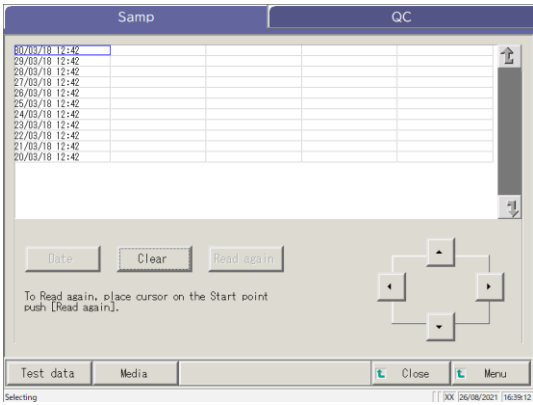 Samp
QC
30/03/18 12:42
29/03/18 12:42
28/03/18 12:42
27/03/18 12:42
26/03/18 12:42
25/03/18 12:42
24/03/18 12:42
23/03/18 12:42
22/03/18 12:42
21/03/18 12:42
20/03/18 12:42
Date
Clear
Read again
To Read again, place cursor on the Start point
push [Read again].
Test data
Media
Close
Menu
Selecting
XX
26/08/2021
16:39:12